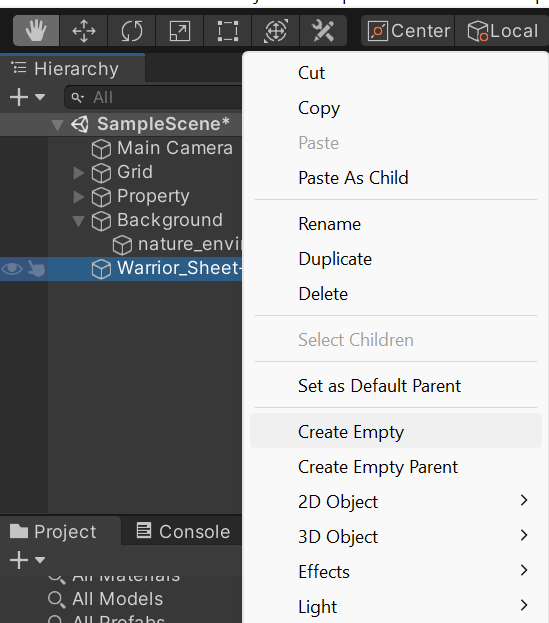 Center Local
Hierarchy
All
SampleScene*
Main Camera
Grid
Property
Background
nature_envi
Warrior_Sheet-
Cut
Copy
Paste
Paste As Child
Rename
Duplicate
Delete
Select Children
Set as Default Parent
Create Empty
Create Empty Parent
2D Object
3D Object
Effects
Light
Project Console
All Materials
All Models
All Prefabs